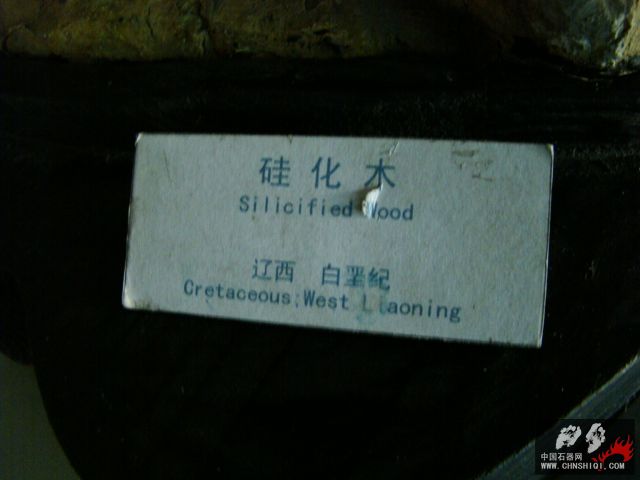 硅化木
Silicified Wood
辽西 白垩纪
Cretaceous;West Liaoning
中国石器网
WWW.CHNSHIQI.COM